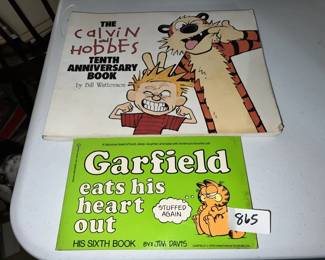 THE
CALVIN
and
HOBBES
TENTH
ANNIVERSARY
BOOK
by Bill Watterson
Garfield
eats his
heart
out
STUFFED
AGAIN
865
HIS SIXTH BOOK BY: JIM DAVIS